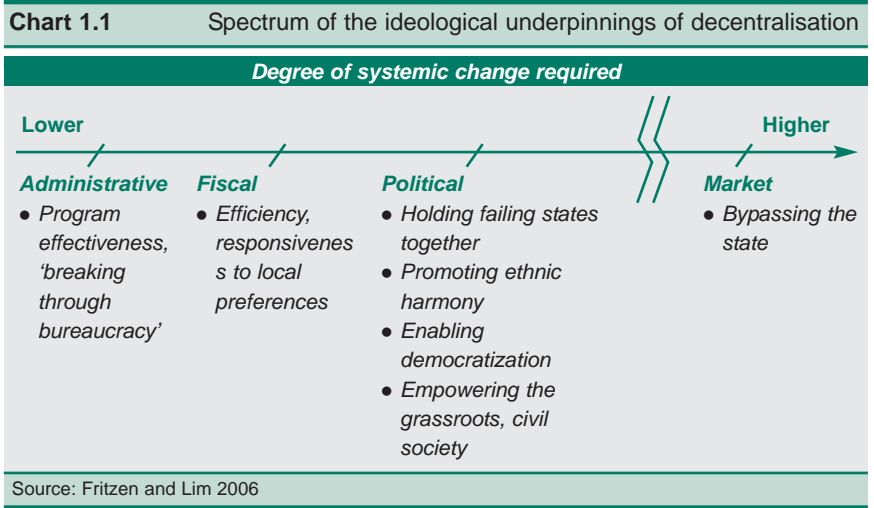 Chart 1.1 Spectrum of the ideological underpinnings of decentralisation
Degree of systemic change required
Lower Higher
Administrative
● Program
effectiveness,
‘breaking
through
bureaucracy’
Fiscal
● Efficiency,
responsivenes
s to local
preferences
Political
● Holding failing states
together
● Promoting ethnic
harmony
● Enabling
democratization
● Empowering the
grassroots, civil
society
Market
● Bypassing the
state
Source: Fritzen and Lim 2006